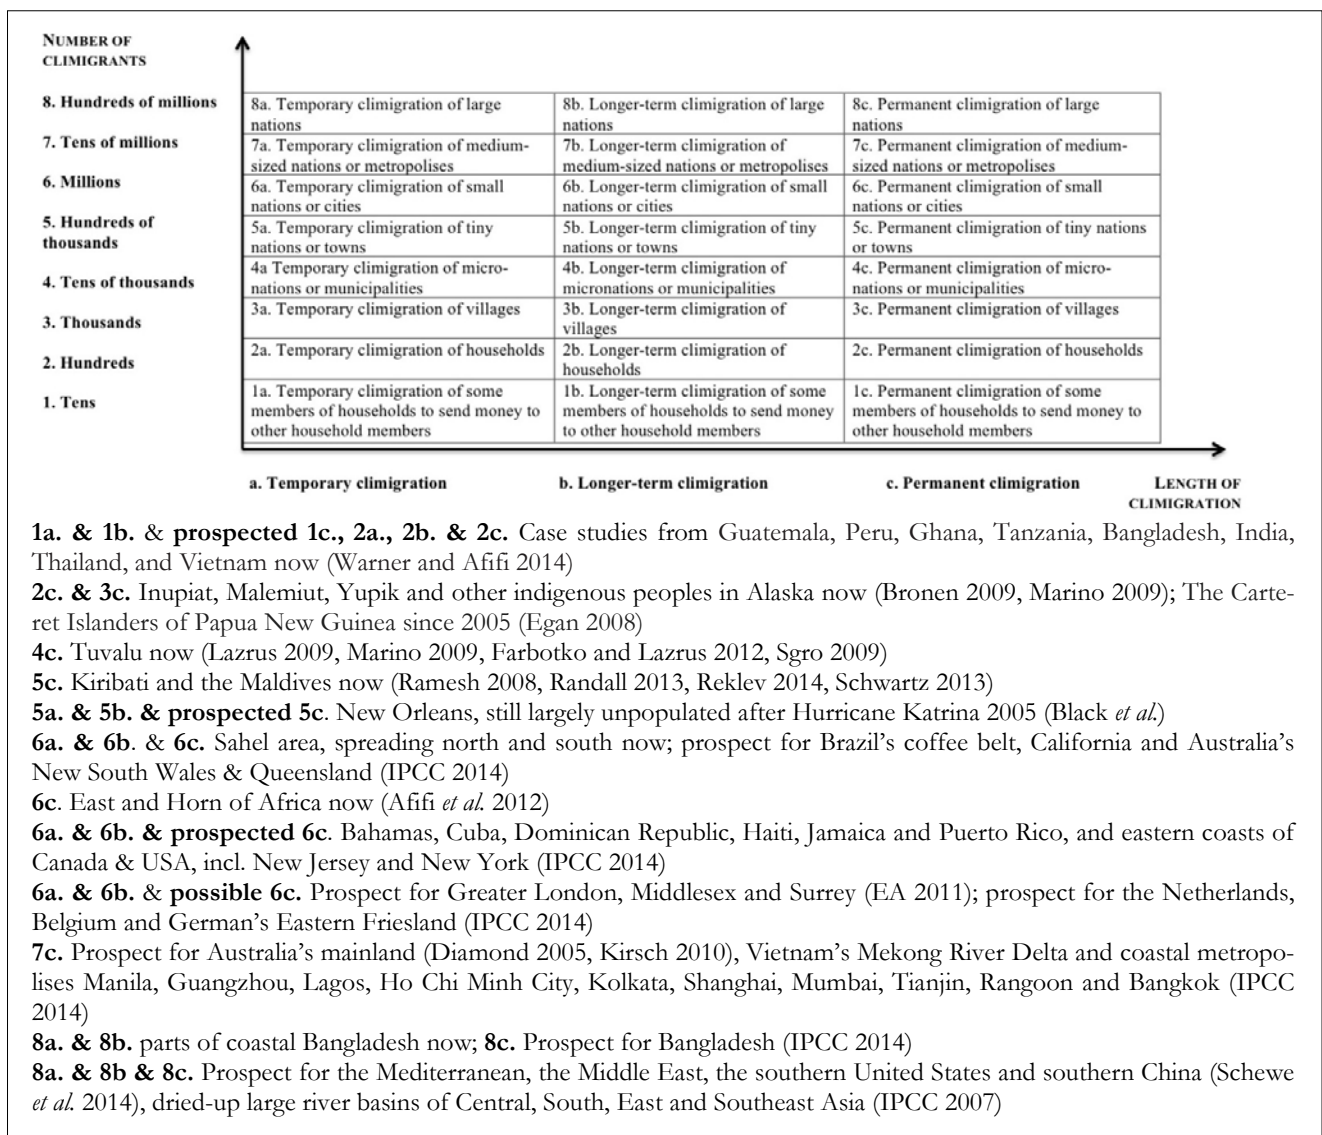 NUMBER OF
CLIMIGRANTS
8. Hundreds of millions
8a. Temporary climigration of large
nations
8b. Longer-term climigration of large
nations
8c. Permanent climigration of large
nations
7. Tens of millions
7a. Temporary climigration of medium-
sized nations or metropolises
7b. Longer-term climigration of
medium-sized nations or metropolises
7c. Permanent climigration of medium-
sized nations or metropolises
6. Millions
6a. Temporary climigration of small
nations or cities
6b. Longer-term climigration of small
nations or cities
6c. Permanent climigration of small
nations or cities
5. Hundreds of
thousands
5a. Temporary climigration of tiny
nations or towns
5b. Longer-term climigration of tiny
nations or towns
5c. Permanent climigration of tiny nations
or towns
4. Tens of thousands
4a Temporary climigration of micro-
nations or municipalities
4b. Longer-term climigration of
micronations or municipalities
4c. Permanent climigration of micro-
nations or municipalities
3. Thousands
3a. Temporary climigration of villages
3b. Longer-term climigration of
villages
3c. Permanent climigration of villages
2. Hundreds
2a. Temporary climigration of households
2b. Longer-term climigration of
households
2c. Permanent climigration of households
1. Tens
1a. Temporary climigration of some
members of households to send money to
other household members
1b. Longer-term climigration of some
members of households to send money
to other household members
1c. Permanent climigration of some
members of households to send money to
other household members
a. Temporary climigration
b. Longer-term climigration
c. Permanent climigration
LENGTH OF
CLIMIGRATION
1a. & 1b. & prospected 1c., 2a., 2b. & 2c. Case studies from Guatemala, Peru, Ghana, Tanzania, Bangladesh, India,
Thailand, and Vietnam now (Warner and Afifi 2014)
2c. & 3c. Inupiat, Malemiut, Yupik and other indigenous peoples in Alaska now (Bronen 2009, Marino 2009); The Carte-
ret Islanders of Papua New Guinea since 2005 (Egan 2008)
4c. Tuvalu now (Lazrus 2009, Marino 2009, Farbotko and Lazrus 2012, Sgro 2009)
5c. Kiribati and the Maldives now (Ramesh 2008, Randall 2013, Reklev 2014, Schwartz 2013)
5a. & 5b. & prospected 5c. New Orleans, still largely unpopulated after Hurricane Katrina 2005 (Black et al.)
6a. & 6b. & 6c. Sahel area, spreading north and south now; prospect for Brazil's coffee belt, California and Australia's
New South Wales & Queensland (IPCC 2014)
6c. East and Horn of Africa now (Afifi et al. 2012)
6a. & 6b. & prospected 6c. Bahamas, Cuba, Dominican Republic, Haiti, Jamaica and Puerto Rico, and eastern coasts of
Canada & USA, incl. New Jersey and New York (IPCC 2014)
6a. & 6b. & possible 6c. Prospect for Greater London, Middlesex and Surrey (EA 2011); prospect for the Netherlands,
Belgium and German's Eastern Friesland (IPCC 2014)
7c. Prospect for Australia's mainland (Diamond 2005, Kirsch 2010), Vietnam's Mekong River Delta and coastal metropo-
lises Manila, Guangzhou, Lagos, Ho Chi Minh City, Kolkata, Shanghai, Mumbai, Tianjin, Rangoon and Bangkok (IPCC
2014)
8a. & 8b. parts of coastal Bangladesh now; 8c. Prospect for Bangladesh (IPCC 2014)
8a. & 8b & 8c. Prospect for the Mediterranean, the Middle East, the southern United States and southern China (Schewe
et al. 2014), dried-up large river basins of Central, South, East and Southeast Asia (IPCC 2007)